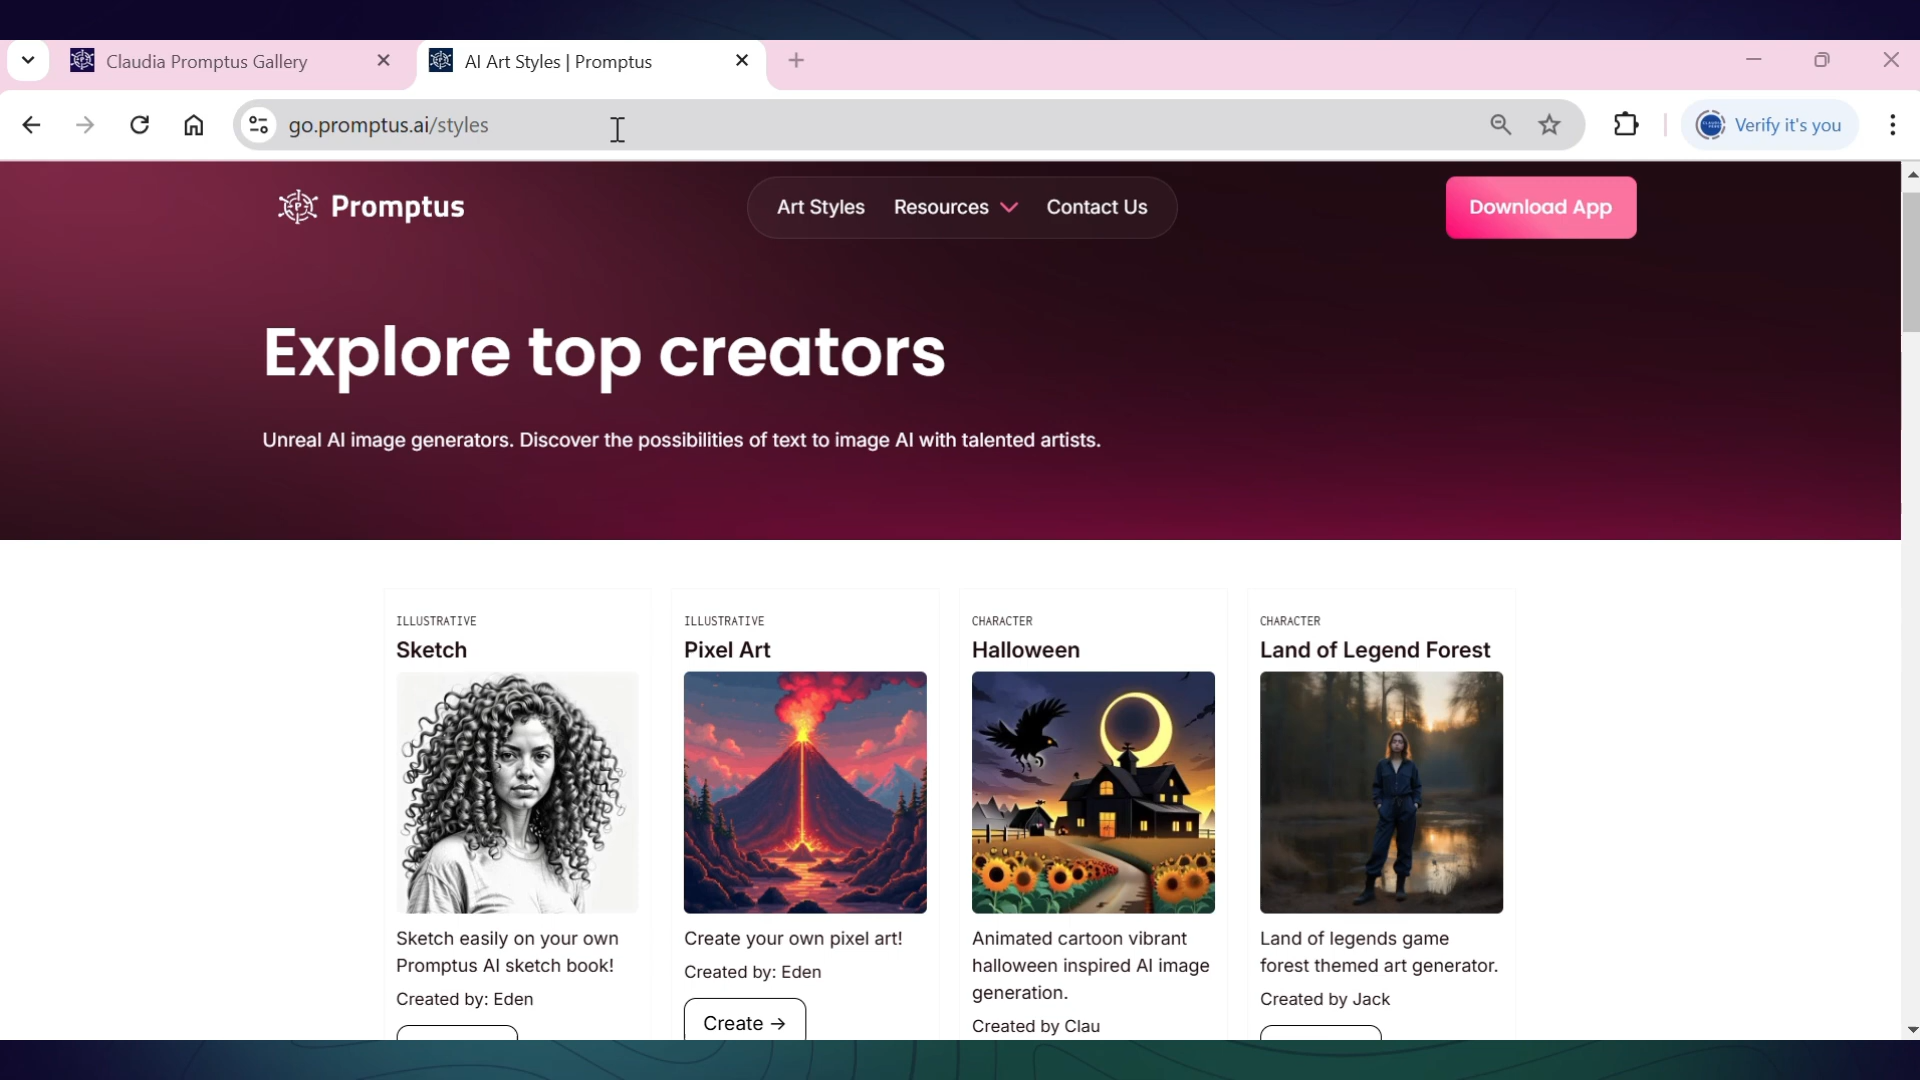 Claudia Promptus Gallery
AI Art Styles | Promptus
go.promptus.ai/styles
Verify it's you
Promptus
Art Styles
Resources
Contact Us
Download App
Explore top creators
Unreal AI image generators. Discover the possibilities of text to image AI with talented artists.
ILLUSTRATIVE
Sketch
Sketch easily on your own
Promptus AI sketch book!
Created by: Eden
ILLUSTRATIVE
Pixel Art
Create your own pixel art!
Created by: Eden
Create →
CHARACTER
Halloween
Animated cartoon vibrant
halloween inspired AI image
generation.
Created by Clau
CHARACTER
Land of Legend Forest
Land of legends game
forest themed art generator.
Created by Jack